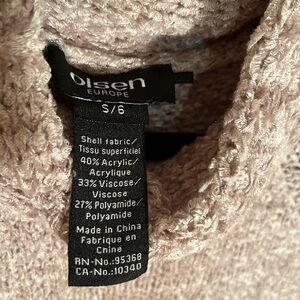 Olsen
EUROPE
S/6
Shell fabric/
Tissu superficiel
40% Acrylic/
Acrylique
33% Viscose/
Viscose
27% Polyamide/
Polyamide
Made in China
Fabrique en
Chine
RN-No.:95368
CA-No.:10340